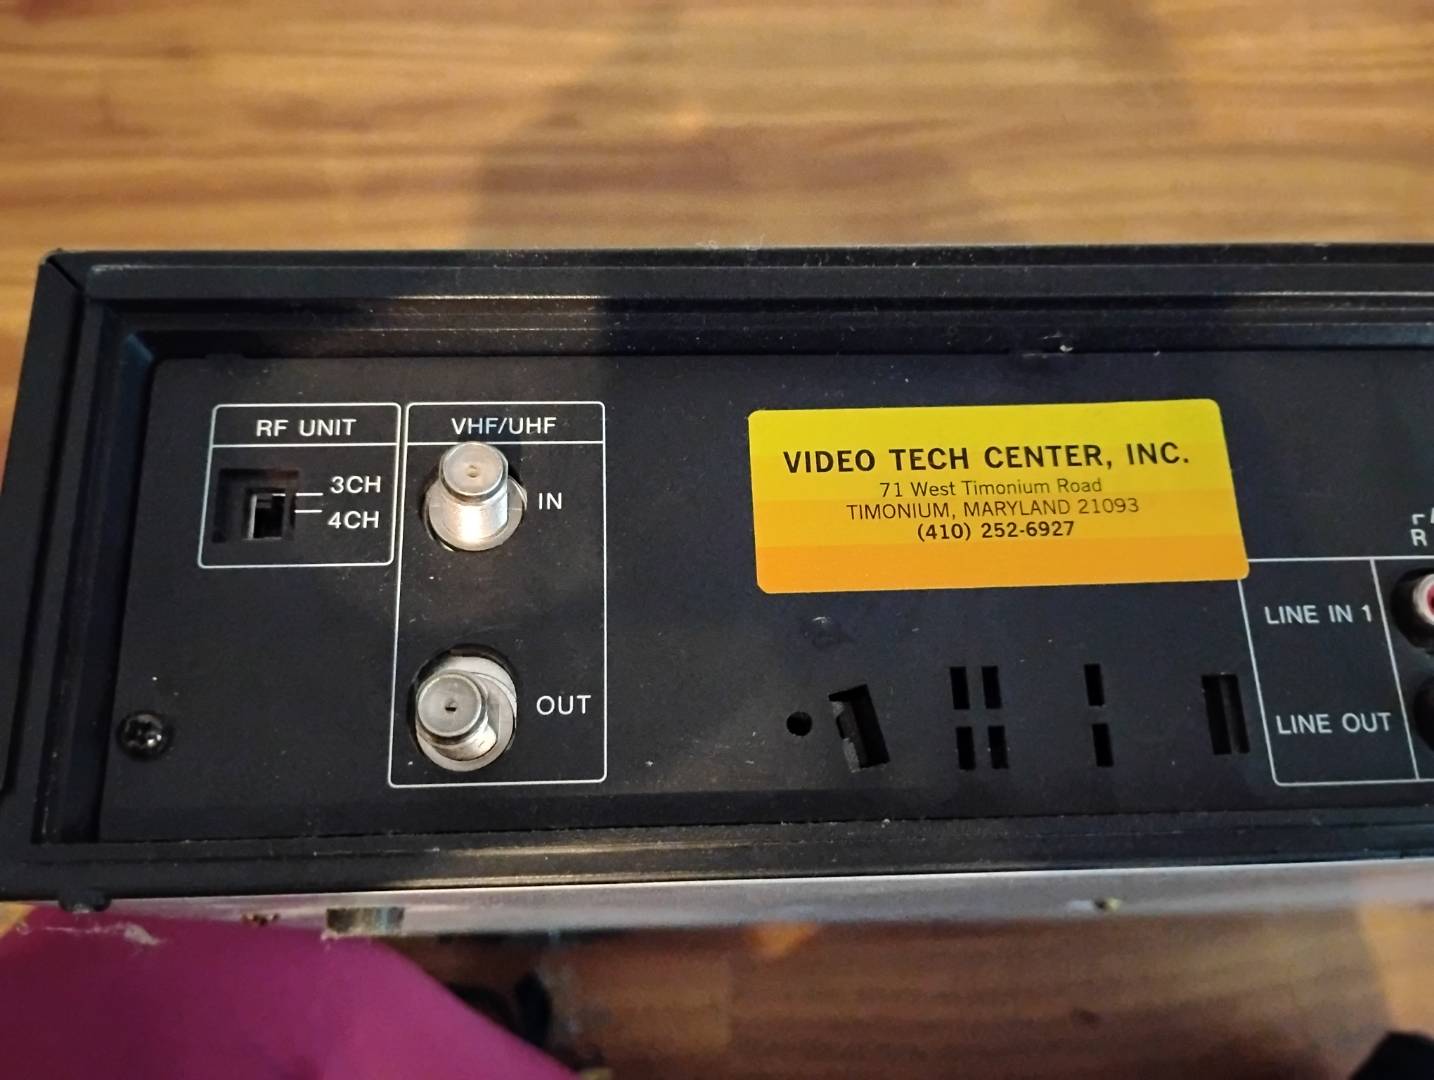 RF UNIT
3CH
4CH
VHF/UHF
IN
OUT
VIDEO TECH CENTER, INC.
71 West Timonium Road
TIMONIUM, MARYLAND 21093
(410) 252-6927
R
LINE IN 1
LINE OUT